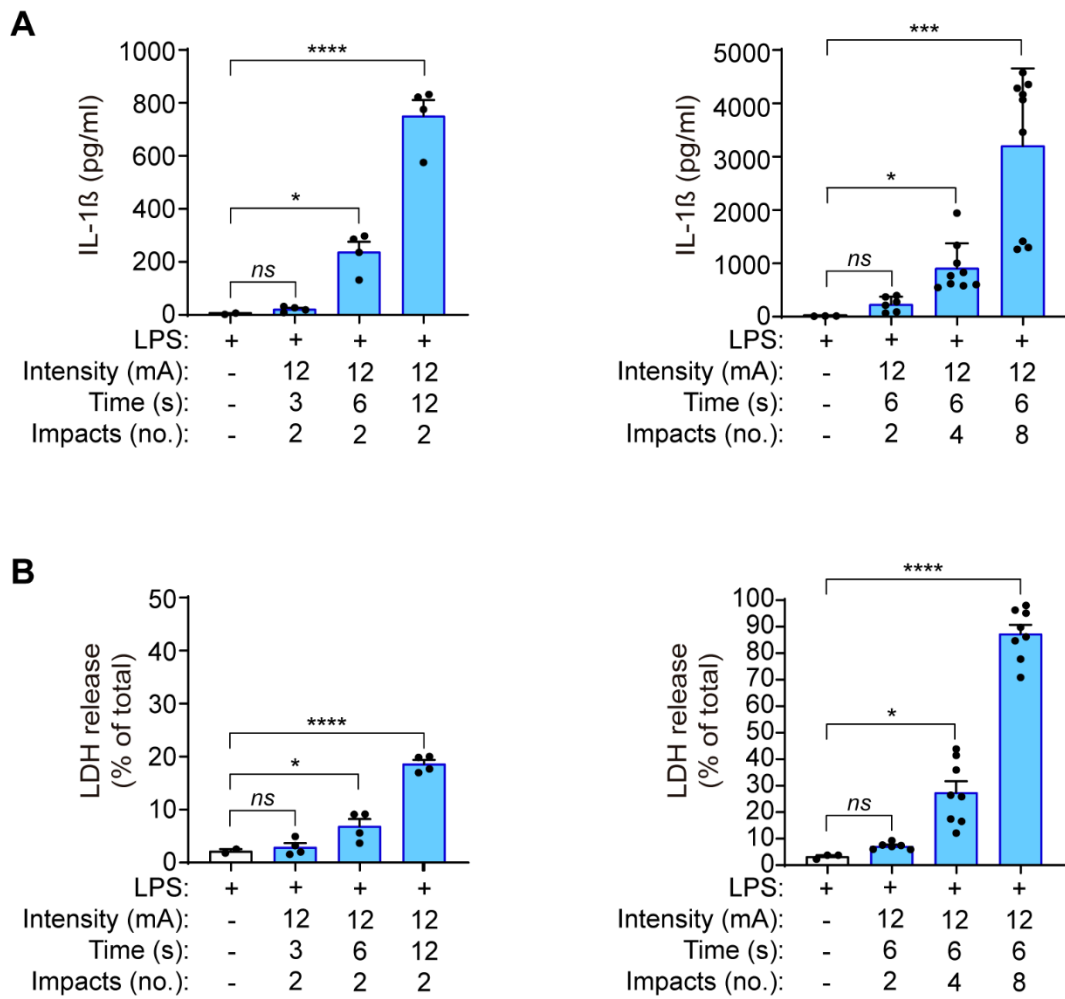 A
IL-1ß (pg/ml)
1000
800
600
400
200
0
ns
*
****
LPS: + + + +
Intensity (mA): - 12 12 12
Time (s): - 3 6 12
Impacts (no.): - 2 2 2
IL-1ß (pg/ml)
5000
4000
3000
2000
1000
0
ns
*
***
LPS: + + + +
Intensity (mA): - 12 12 12
Time (s): - 6 6 6
Impacts (no.): - 2 4 8
B
LDH release
(% of total)
50
40
30
20
10
0
ns
*
****
LPS: + + + +
Intensity (mA): - 12 12 12
Time (s): - 3 6 12
Impacts (no.): - 2 2 2
LDH release
(% of total)
100
90
80
70
60
50
40
30
20
10
0
ns
*
****
LPS: + + + +
Intensity (mA): - 12 12 12
Time (s): - 6 6 6
Impacts (no.): - 2 4 8